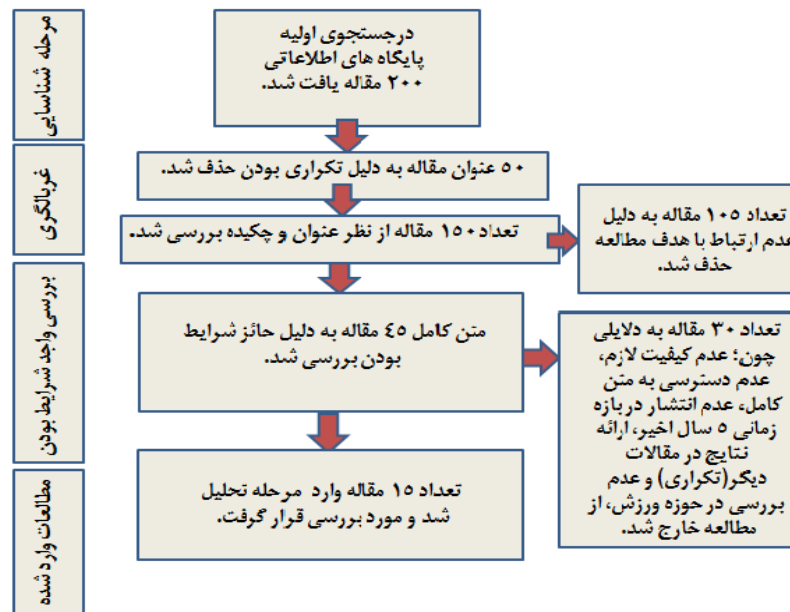 مرحله شناسایی
درجستجوی اولیه
پایگاه های اطلاعاتی
۲۰۰ مقاله یافت شد.
غربالگری
۵۰ عنوان مقاله به دلیل تکراری بودن حذف شد.
تعداد ۱۵۰ مقاله از نظر عنوان و چکیده بررسی شد.
تعداد ۱۰۵ مقاله به دلیل
عدم ارتباط با هدف مطالعه
حذف شد.
بررسی واجد شرایط بودن
متن کامل ٤٥ مقاله به دلیل حائز شرایط
بودن بررسی شد.
تعداد ۳۰ مقاله به دلایلی
چون؛ عدم کیفیت لازم،
عدم دسترسی به متن
کامل، عدم انتشار در بازه
زمانی ٥ سال اخیر، ارائه
نتایج در مقالات
دیگر(تکراری) و عدم
بررسی در حوزه ورزش، از
مطالعه خارج شد.
مطالعات وارد شده
تعداد ۱۵ مقاله وارد مرحله تحلیل
شد و مورد بررسی قرار گرفت.